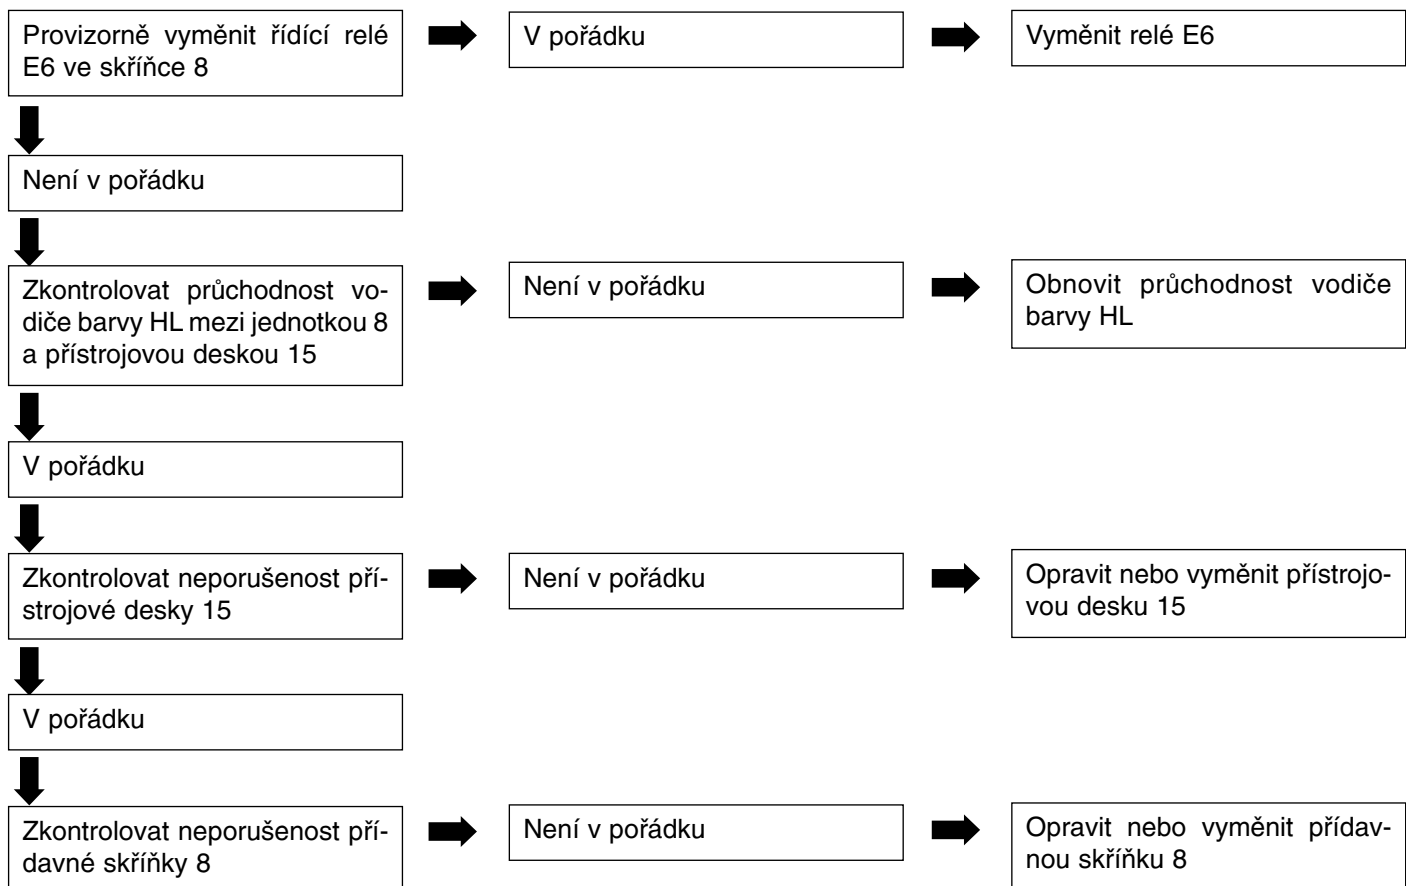 Provizorně vyměnit řídící relé
E6 ve skříňce 8
V pořádku
Vyměnit relé E6
Není v pořádku
Zkontrolovat průchodnost vo-
diče barvy HL mezi jednotkou 8
a přístrojovou deskou 15
Není v pořádku
Obnovit průchodnost vodiče
barvy HL
V pořádku
Zkontrolovat neporušenost pří-
strojové desky 15
Není v pořádku
Opravit nebo vyměnit přístrojo-
vou desku 15
V pořádku
Zkontrolovat neporušenost pří-
davné skříňky 8
Není v pořádku
Opravit nebo vyměnit přídav-
nou skříňku 8